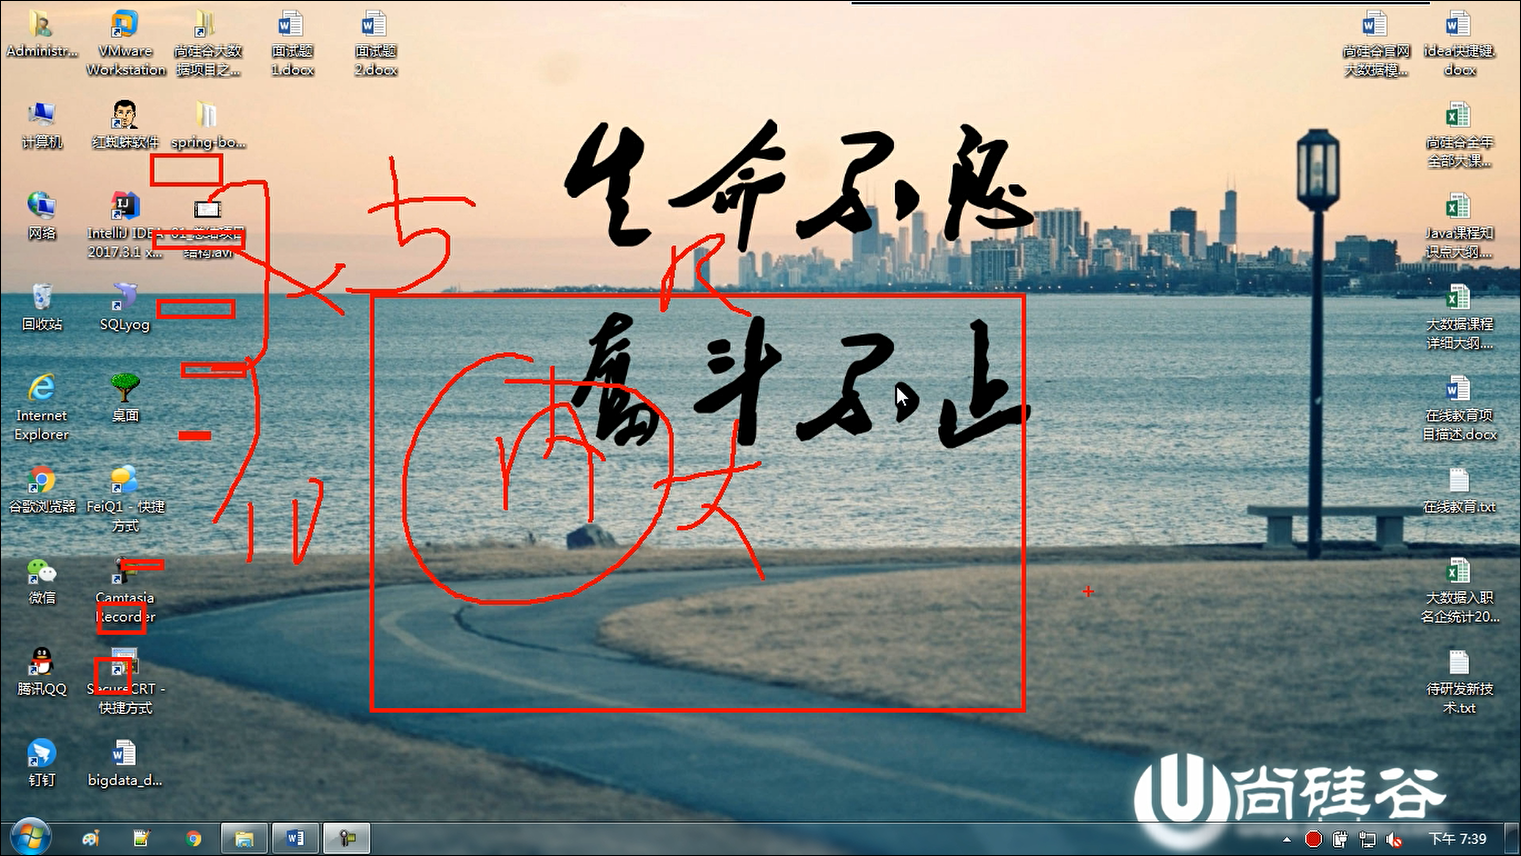 Administr...
VMware
Workstation
尚硅谷大数
据项目之...
面试题
1.docx
面试题
2.docx
尚硅谷官网
大数据模...
idea快捷键.
docx
计算机
红蜘蛛软件
spring-bo...
尚硅谷全年
全部大课...
生命不息
网络
IntelliJ IDEA
2017.3.1 x...
01_总结项目
结构.avi
Java课程知
识点大纲....
回收站
SQLyog
大数据课程
详细大纲....
奋斗不止
Internet
Explorer
桌面
在线教育项
目描述.docx
谷歌浏览器
FeiQ1 - 快捷
方式
在线教育.txt
微信
Camtasia
Recorder
大数据入职
名企统计20...
腾讯QQ
SecureCRT -
快捷方式
待研发新技
术.txt
钉钉
bigdata_d...
尚硅谷
下午 7:39